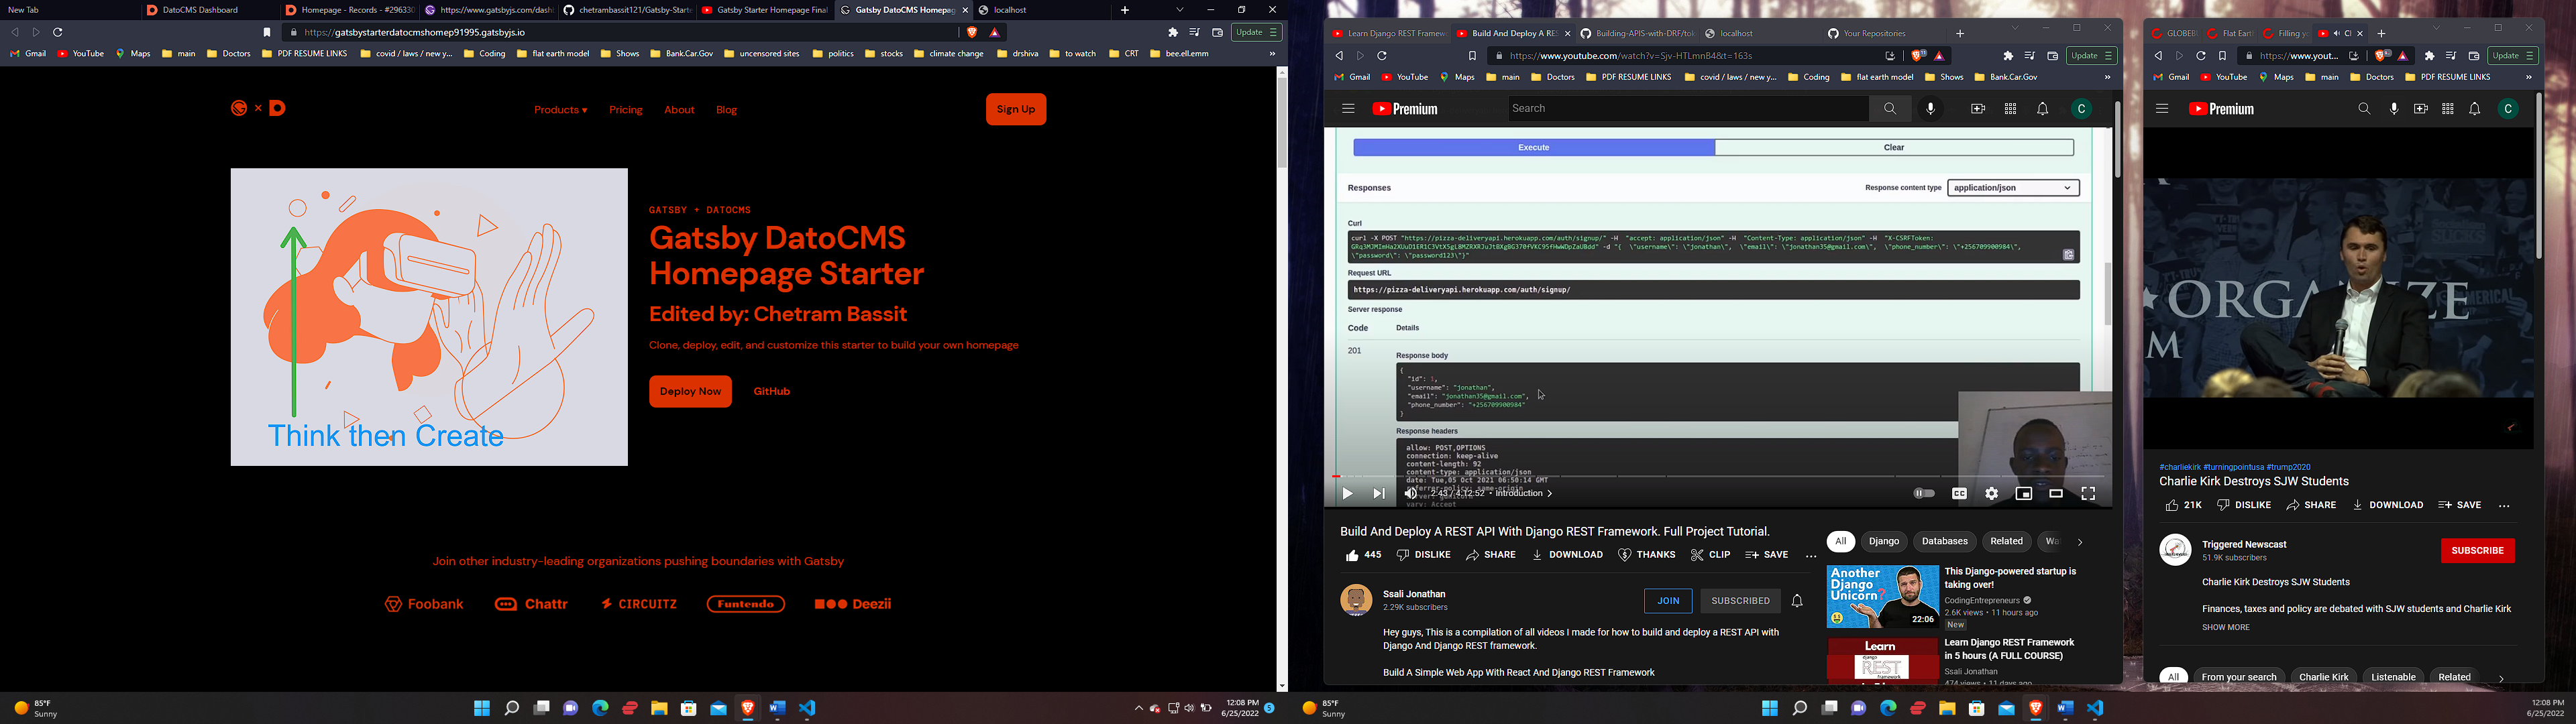 New Tab
DatoCMS Dashboard
Homepage - Records - #296330
https://www.gatsbyjs.com/dashb
chetrambassit121/Gatsby-Starte
Gatsby Starter Homepage Final
Gatsby DatoCMS Homepag
localhost
https://gatsbystarterdatocmshomep91995.gatsbyjs.io
Update
Gmail
YouTube
Maps
main
Doctors
PDF RESUME LINKS
covid / laws / new y...
Coding
flat earth model
Shows
Bank.Car.Gov
uncensored sites
politics
stocks
climate change
drshiva
to watch
CRT
bee.ell.emm
»
Products ▾
Pricing
About
Blog
Sign Up
Think then Create
GATSBY + DATOCMS
Gatsby DatoCMS
Homepage Starter
Edited by: Chetram Bassit
Clone, deploy, edit, and customize this starter to build your own homepage
Deploy Now
GitHub
Join other industry-leading organizations pushing boundaries with Gatsby
Foobank
Chattr
CIRCUITZ
Funtendo
Deezii
85°F
Sunny
12:08 PM
6/25/2022
5
Learn Django REST Framew
Build And Deploy A RE
Building-APIS-with-DRF/tok
localhost
Your Repositories
https://www.youtube.com/watch?v=Sjv-HTLmnB4&t=163s
Update
Gmail
YouTube
Maps
main
Doctors
PDF RESUME LINKS
covid / laws / new y...
Coding
flat earth model
Shows
Bank.Car.Gov
»
Premium
Search
C
Execute
Clear
Responses
Response content type
application/json
Curl
curl -X POST "https://pizza-deliveryapi.herokuapp.com/auth/signup/" -H "accept: application/json" -H "Content-Type: application/json" -H "X-CSRFToken:
\"password\": \"password123\"}"
Request URL
https://pizza-deliveryapi.herokuapp.com/auth/signup/
Server response
Code
Details
201
Response body
{
"id": 1,
"username": "jonathan",
"email": "jonathan35@gmail.com",
"phone_number": "+256709900984"
}
Response headers
allow: POST,OPTIONS
connection: keep-alive
content-length: 92
content-type: application/json
date: Tue,05 Oct 2021 06:50:14 GMT
referrer-policy: same-origin
vary: Accept
2:43 / 4:12:52 • Introduction
Build And Deploy A REST API With Django REST Framework. Full Project Tutorial.
445
DISLIKE
SHARE
DOWNLOAD
THANKS
CLIP
SAVE
...
Ssali Jonathan
2.29K subscribers
JOIN
SUBSCRIBED
Hey guys, This is a compilation of all videos I made for how to build and deploy a REST API with
Django And Django REST framework.
Build A Simple Web App With React And Django REST Framework
All
Django
Databases
Related
Wa
Another
Django
Unicorn?
22:06
This Django-powered startup is
taking over!
CodingEntrepreneurs
2.6K views • 11 hours ago
New
Learn
django
REST
framework
Learn Django REST Framework
in 5 hours (A FULL COURSE)
Ssali Jonathan
474 views • 11 days ago
85°F
Sunny
GLOBEB
Flat Eart
Filling yo
Cl
https://www.yout...
Update
Gmail
YouTube
Maps
main
Doctors
PDF RESUME LINKS
»
Premium
C
ORGANIZE
M
#charliekirk #turningpointusa #trump2020
Charlie Kirk Destroys SJW Students
21K
DISLIKE
SHARE
DOWNLOAD
SAVE
...
Triggered Newscast
51.9K subscribers
SUBSCRIBE
Charlie Kirk Destroys SJW Students
Finances, taxes and policy are debated with SJW students and Charlie Kirk
SHOW MORE
All
From your search
Charlie Kirk
Listenable
Related
12:08 PM
6/25/2022